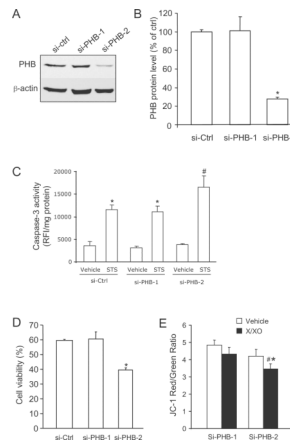 A
si-ctrl
si-PHB-1
si-PHB-2
PHB
β-actin
B
PHB protein level (% of ctrl)
120
100
80
60
40
20
0
*
si-Ctrl si-PHB-1 si-PHB
C
Caspase-3 activity
(RFI/mg protein)
20000
15000
10000
5000
0
* * #
Vehicle STS Vehicle STS Vehicle STS
si-Ctrl si-PHB-1 si-PHB-2
D
Cell viability (%)
70
60
50
40
30
20
10
0
*
si-Ctrl si-PHB-1 si-PHB-2
E
Vehicle
X/XO
JC-1 Red/Green Ratio
6
5
4
3
2
1
0
#*
Si-PHB-1 Si-PHB-2